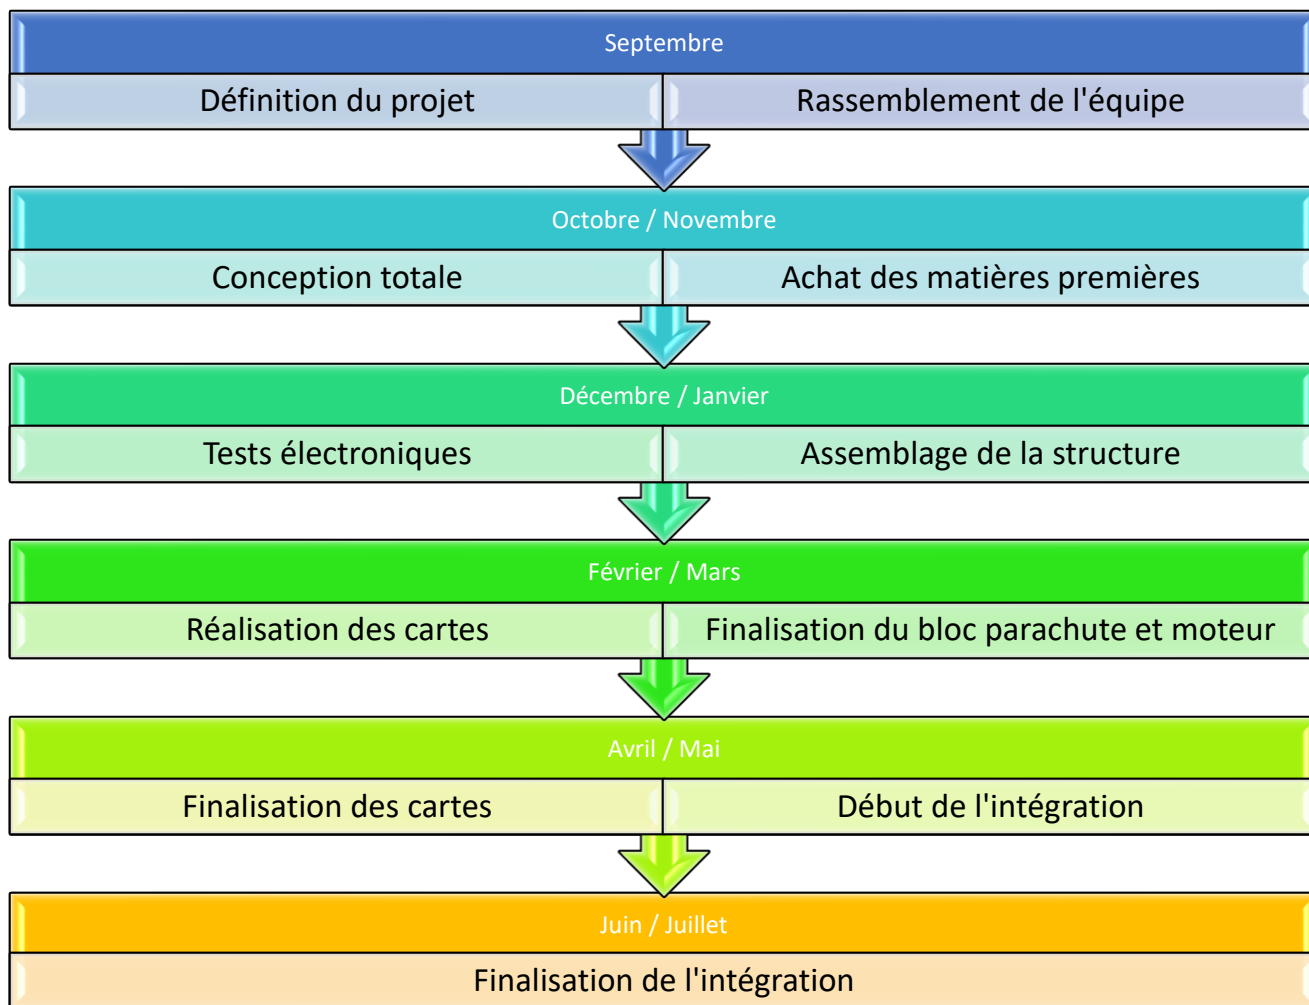 Septembre
Définition du projet
Rassemblement de l'équipe
Octobre / Novembre
Conception totale
Achat des matières premières
Décembre / Janvier
Tests électroniques
Assemblage de la structure
Février / Mars
Réalisation des cartes
Finalisation du bloc parachute et moteur
Avril / Mai
Finalisation des cartes
Début de l'intégration
Juin / Juillet
Finalisation de l'intégration